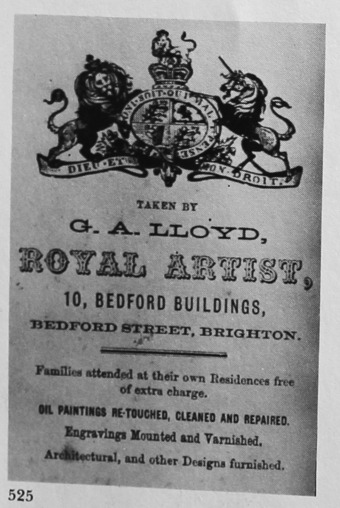 HONI · SOIT · QUI · MAL · Y · PENSE
DIEU · ET · MON · DROIT.
TAKEN BY
G. A. LLOYD,
ROYAL ARTIST,
10, BEDFORD BUILDINGS,
BEDFORD STREET, BRIGHTON.
Families attended at their own Residences free
of extra charge.
OIL PAINTINGS RE-TOUCHED, CLEANED AND REPAIRED.
Engravings Mounted and Varnished.
Architectural, and other Designs furnished.
525